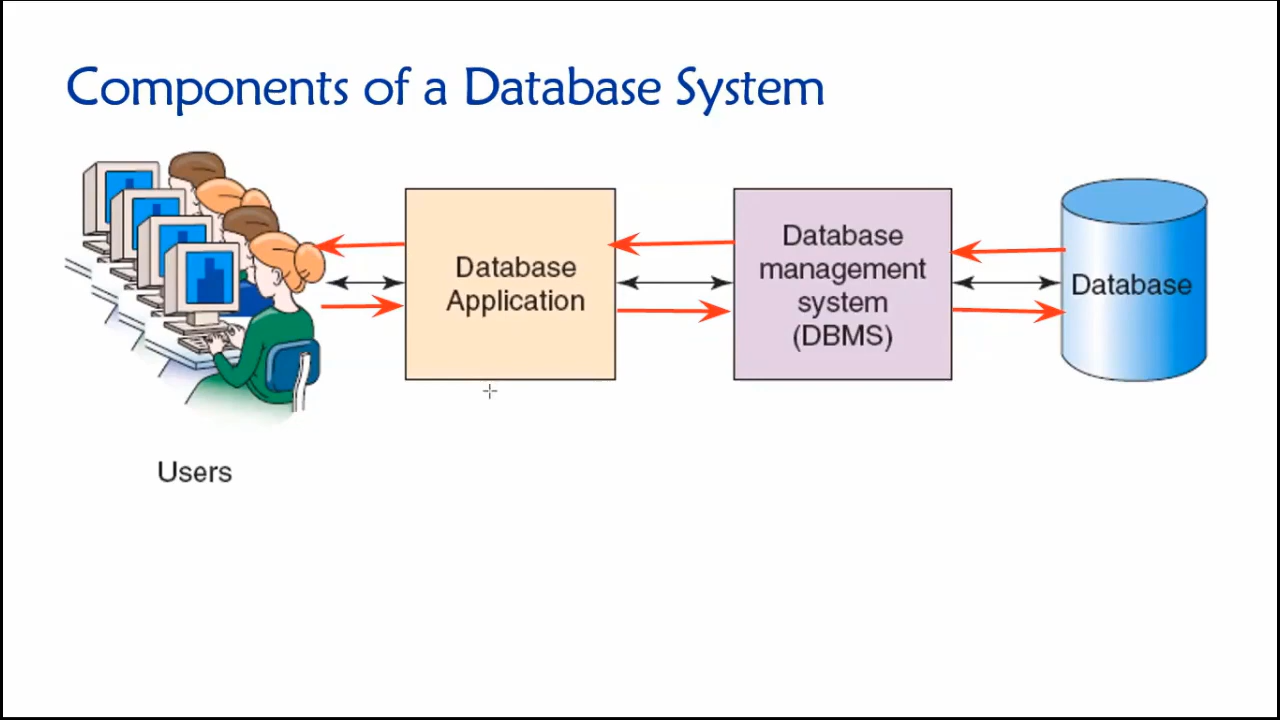 Components of a Database System
Database
Application
Database
management
system
(DBMS)
Database
Users